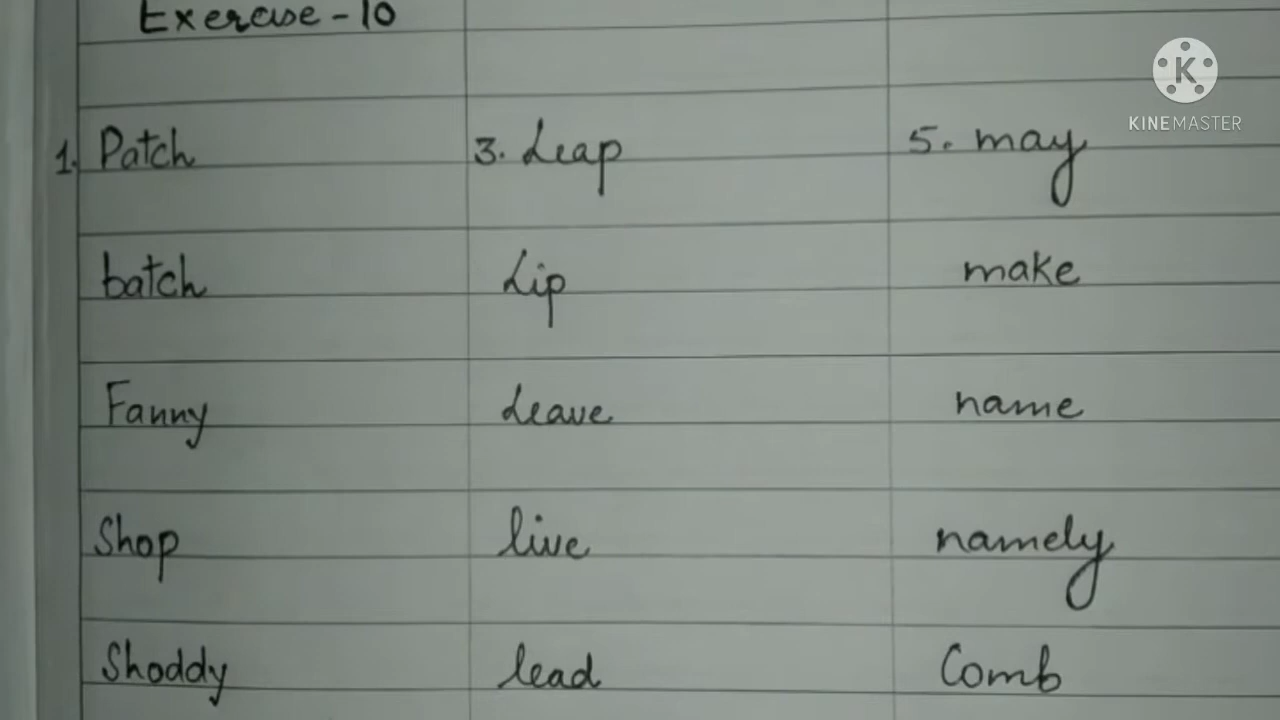 Exercise-10
1. Patch
batch
Fanny
Shop
Shoddy
3. Leap
Lip
Leave
live
lead
5. may
make
name
namely
Comb
KINEMASTER